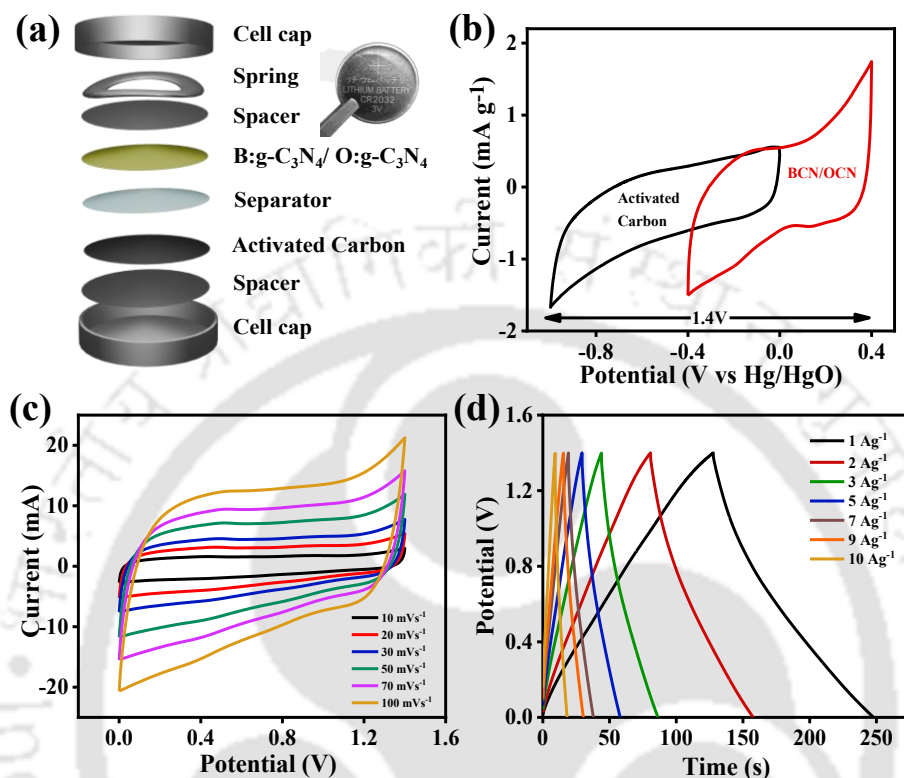 (a)
Cell cap
Spring
Spacer
B:g-C₃N₄/ O:g-C₃N₄
Separator
Activated Carbon
Spacer
Cell cap
LITHIUM BATTERY
CR2032
3V
(b)
Current (mA g⁻¹)
2
1
0
-1
-2
Activated
Carbon
BCN/OCN
1.4V
-0.8 -0.4 0.0 0.4
Potential (V vs Hg/HgO)
(c)
Current (mA)
20
10
0
-10
-20
10 mVs⁻¹
20 mVs⁻¹
30 mVs⁻¹
50 mVs⁻¹
70 mVs⁻¹
100 mVs⁻¹
0.0 0.4 0.8 1.2 1.6
Potential (V)
(d)
Potential (V)
1.6
1.2
0.8
0.4
0.0
1 Ag⁻¹
2 Ag⁻¹
3 Ag⁻¹
5 Ag⁻¹
7 Ag⁻¹
9 Ag⁻¹
10 Ag⁻¹
0 50 100 150 200 250
Time (s)